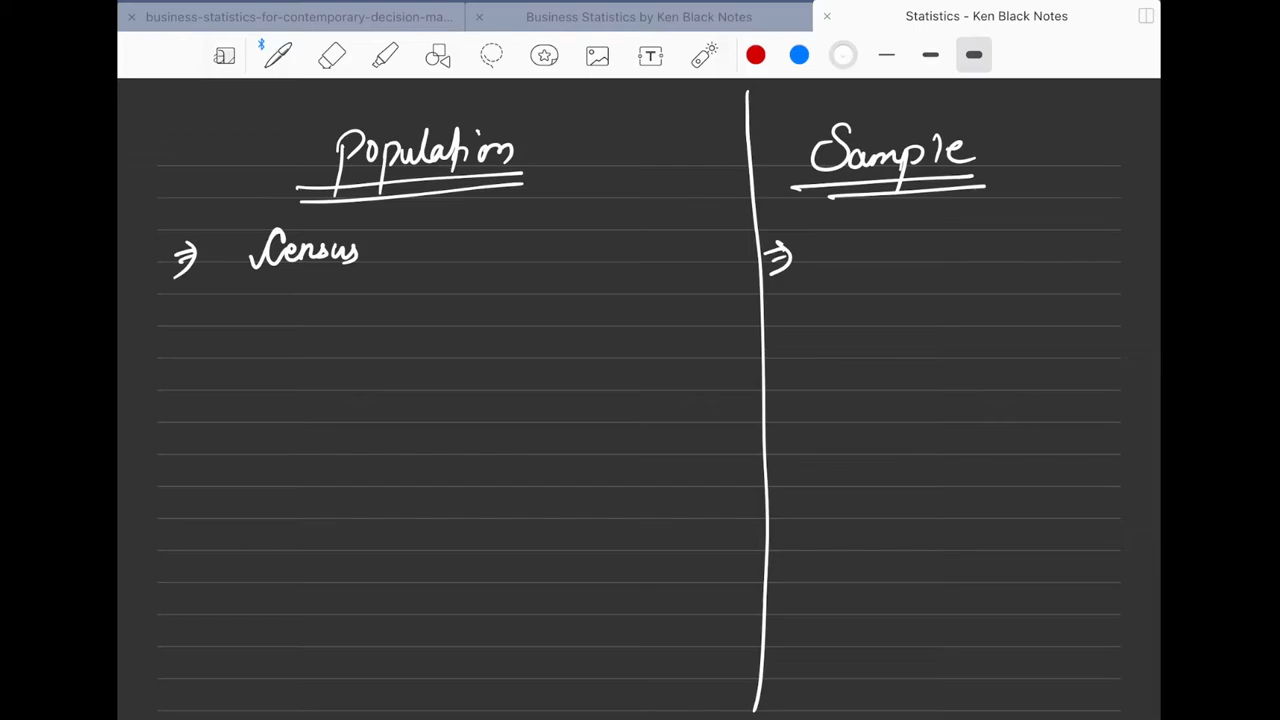 business-statistics-for-contemporary-decision-ma...
Business Statistics by Ken Black Notes
Statistics - Ken Black Notes
Population
Sample
⇒ Census
⇒